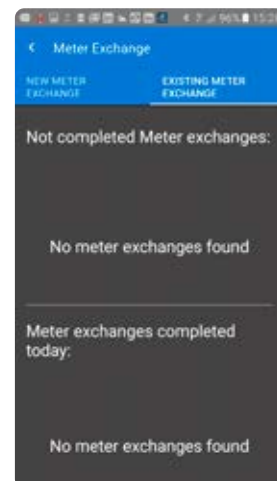 96%
Meter Exchange
NEW METER
EXCHANGE
EXISTING METER
EXCHANGE
Not completed Meter exchanges:
No meter exchanges found
Meter exchanges completed
today:
No meter exchanges found